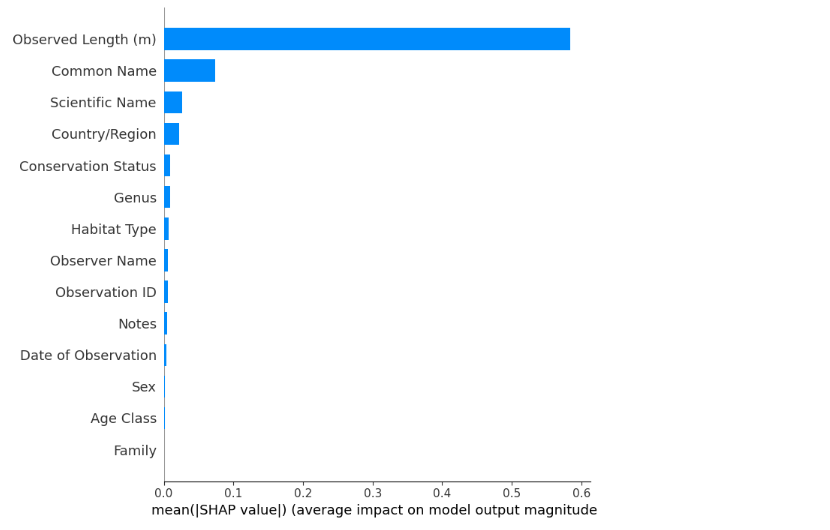 Observed Length (m)
Common Name
Scientific Name
Country/Region
Conservation Status
Genus
Habitat Type
Observer Name
Observation ID
Notes
Date of Observation
Sex
Age Class
Family
0.0 0.1 0.2 0.3 0.4 0.5 0.6
mean(|SHAP value|) (average impact on model output magnitude